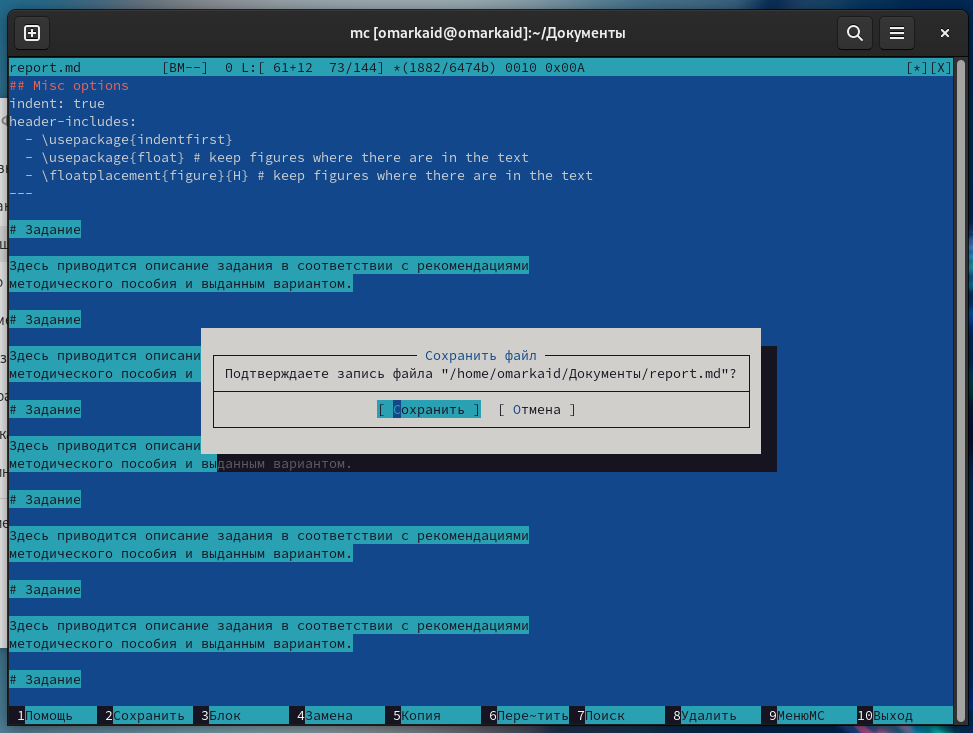 mc [omarkaid@omarkaid]:~/Документы
report.md [BM--] 0 L:[ 61+12 73/144] *(1882/6474b) 0010 0x00A [*][X]
## Misc options
indent: true
header-includes:
- \usepackage{indentfirst}
- \usepackage{float} # keep figures where there are in the text
- \floatplacement{figure}{H} # keep figures where there are in the text
---
# Задание
Здесь приводится описание задания в соответствии с рекомендациями
методического пособия и выданным вариантом.
# Задание
Здесь приводится описани
методического пособия и
Сохранить файл
Подтверждаете запись файла "/home/omarkaid/Документы/report.md"?
[ Сохранить ] [ Отмена ]
# Задание
Здесь приводится описани
методического пособия и выданным вариантом.
# Задание
Здесь приводится описание задания в соответствии с рекомендациями
методического пособия и выданным вариантом.
# Задание
Здесь приводится описание задания в соответствии с рекомендациями
методического пособия и выданным вариантом.
# Задание
1Помощь 2Сохранить 3Блок 4Замена 5Копия 6Пере~тить 7Поиск 8Удалить 9МенюMC 10Выход